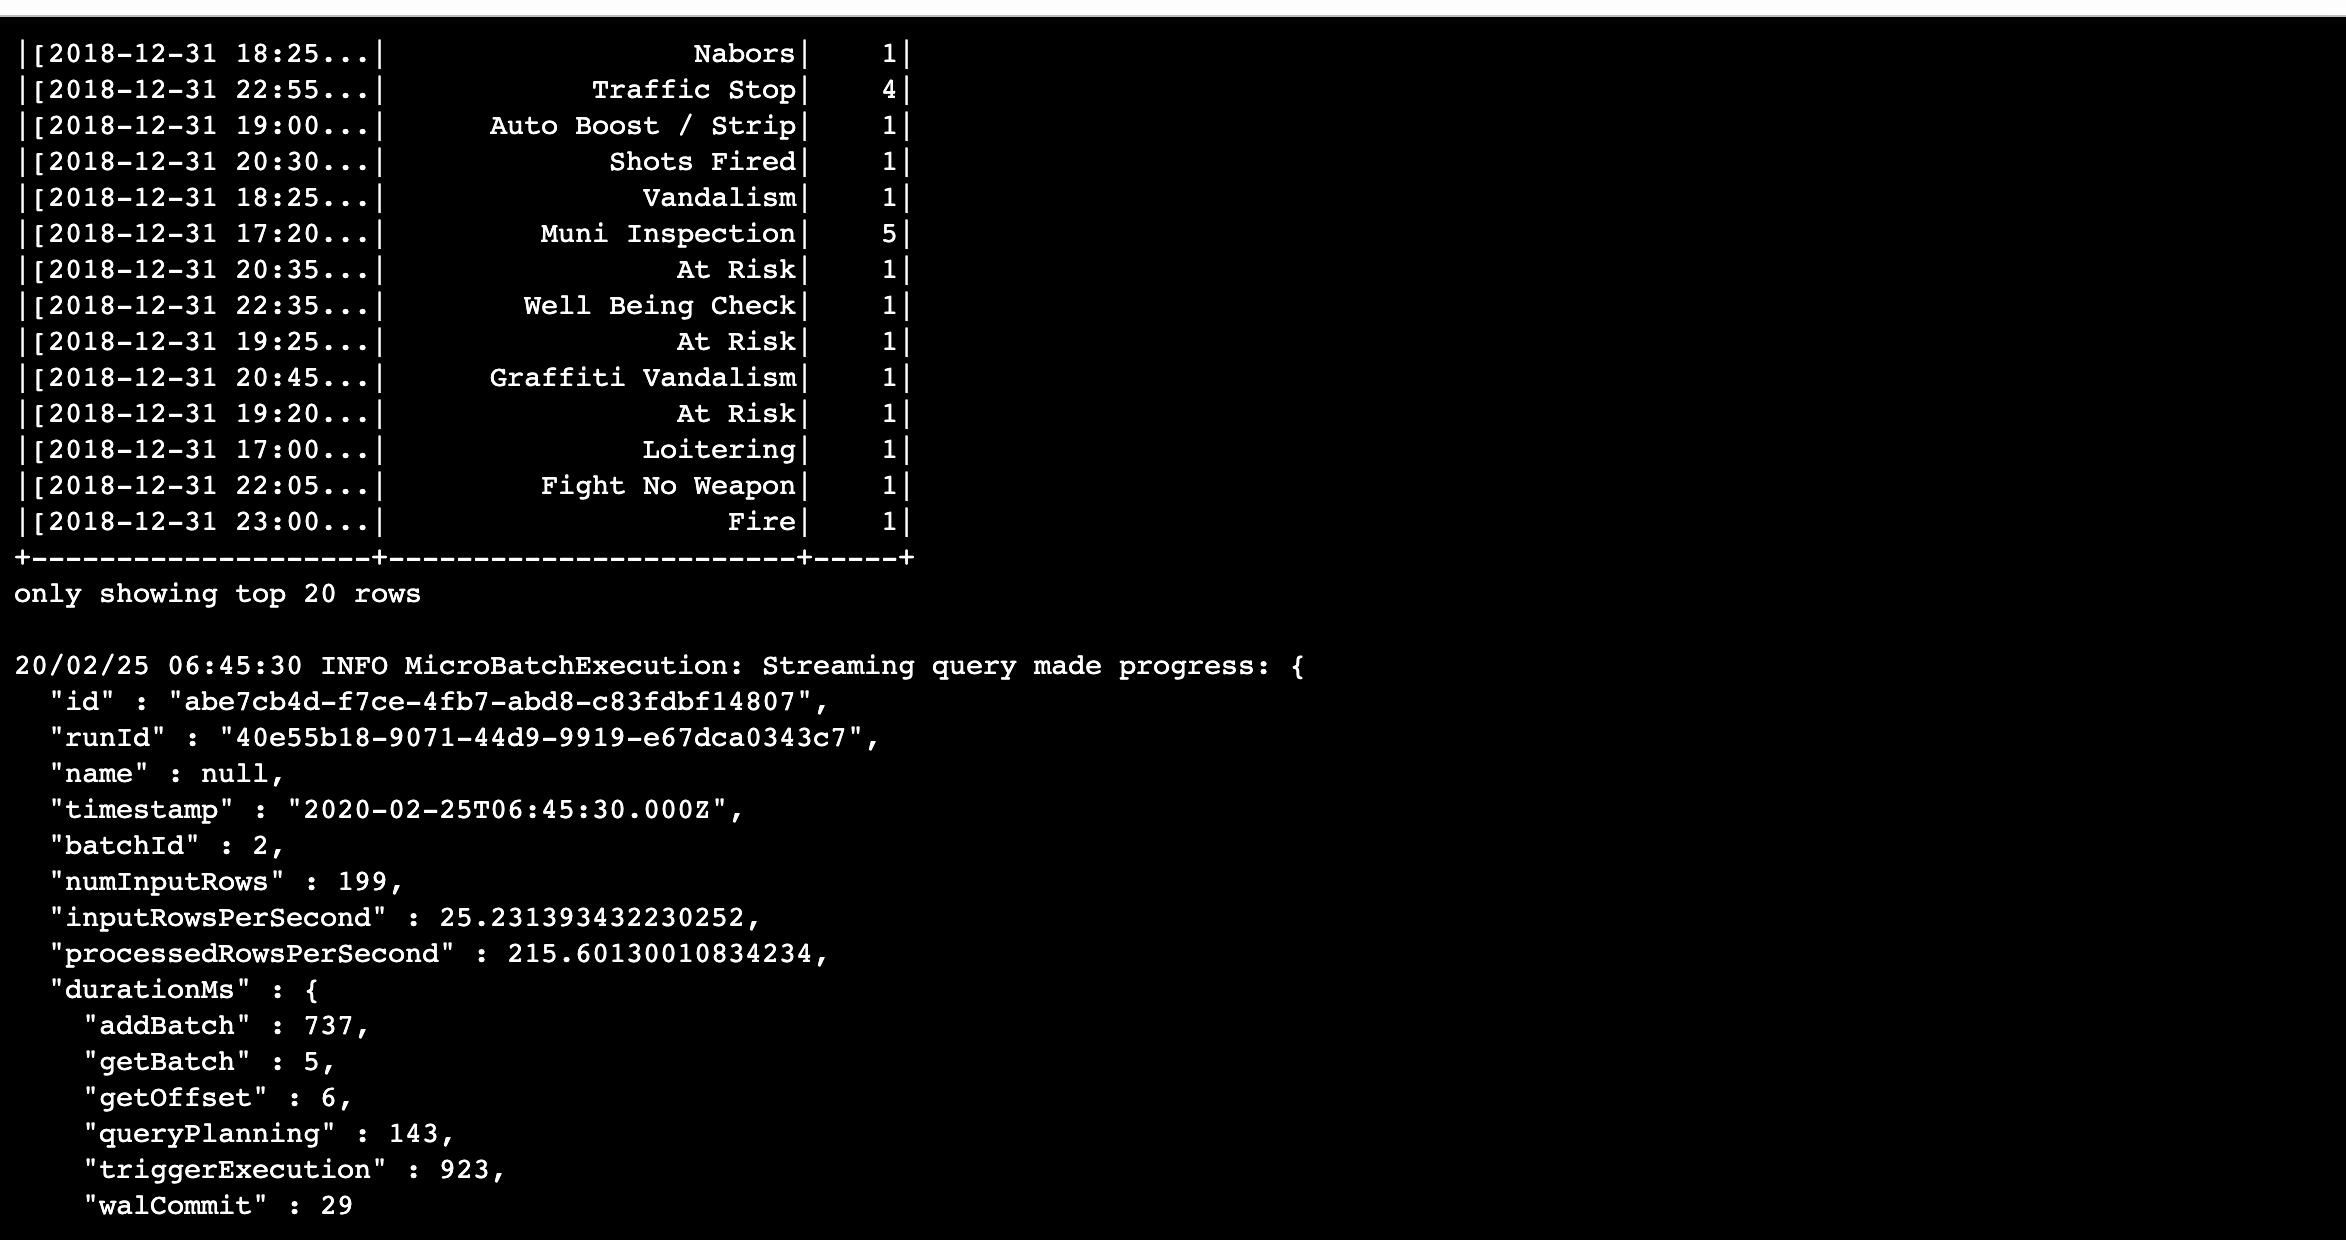 |[2018-12-31 18:25...|                  Nabors|    1|
|[2018-12-31 22:55...|            Traffic Stop|    4|
|[2018-12-31 19:00...|      Auto Boost / Strip|    1|
|[2018-12-31 20:30...|             Shots Fired|    1|
|[2018-12-31 18:25...|               Vandalism|    1|
|[2018-12-31 17:20...|         Muni Inspection|    5|
|[2018-12-31 20:35...|                 At Risk|    1|
|[2018-12-31 22:35...|        Well Being Check|    1|
|[2018-12-31 19:25...|                 At Risk|    1|
|[2018-12-31 20:45...|      Graffiti Vandalism|    1|
|[2018-12-31 19:20...|                 At Risk|    1|
|[2018-12-31 17:00...|               Loitering|    1|
|[2018-12-31 22:05...|         Fight No Weapon|    1|
|[2018-12-31 23:00...|                    Fire|    1|
+--------------------+------------------------+-----+
only showing top 20 rows
20/02/25 06:45:30 INFO MicroBatchExecution: Streaming query made progress: {
  "id" : "abe7cb4d-f7ce-4fb7-abd8-c83fdbf14807",
  "runId" : "40e55b18-9071-44d9-9919-e67dca0343c7",
  "name" : null,
  "timestamp" : "2020-02-25T06:45:30.000Z",
  "batchId" : 2,
  "numInputRows" : 199,
  "inputRowsPerSecond" : 25.231393432230252,
  "processedRowsPerSecond" : 215.60130010834234,
  "durationMs" : {
    "addBatch" : 737,
    "getBatch" : 5,
    "getOffset" : 6,
    "queryPlanning" : 143,
    "triggerExecution" : 923,
    "walCommit" : 29